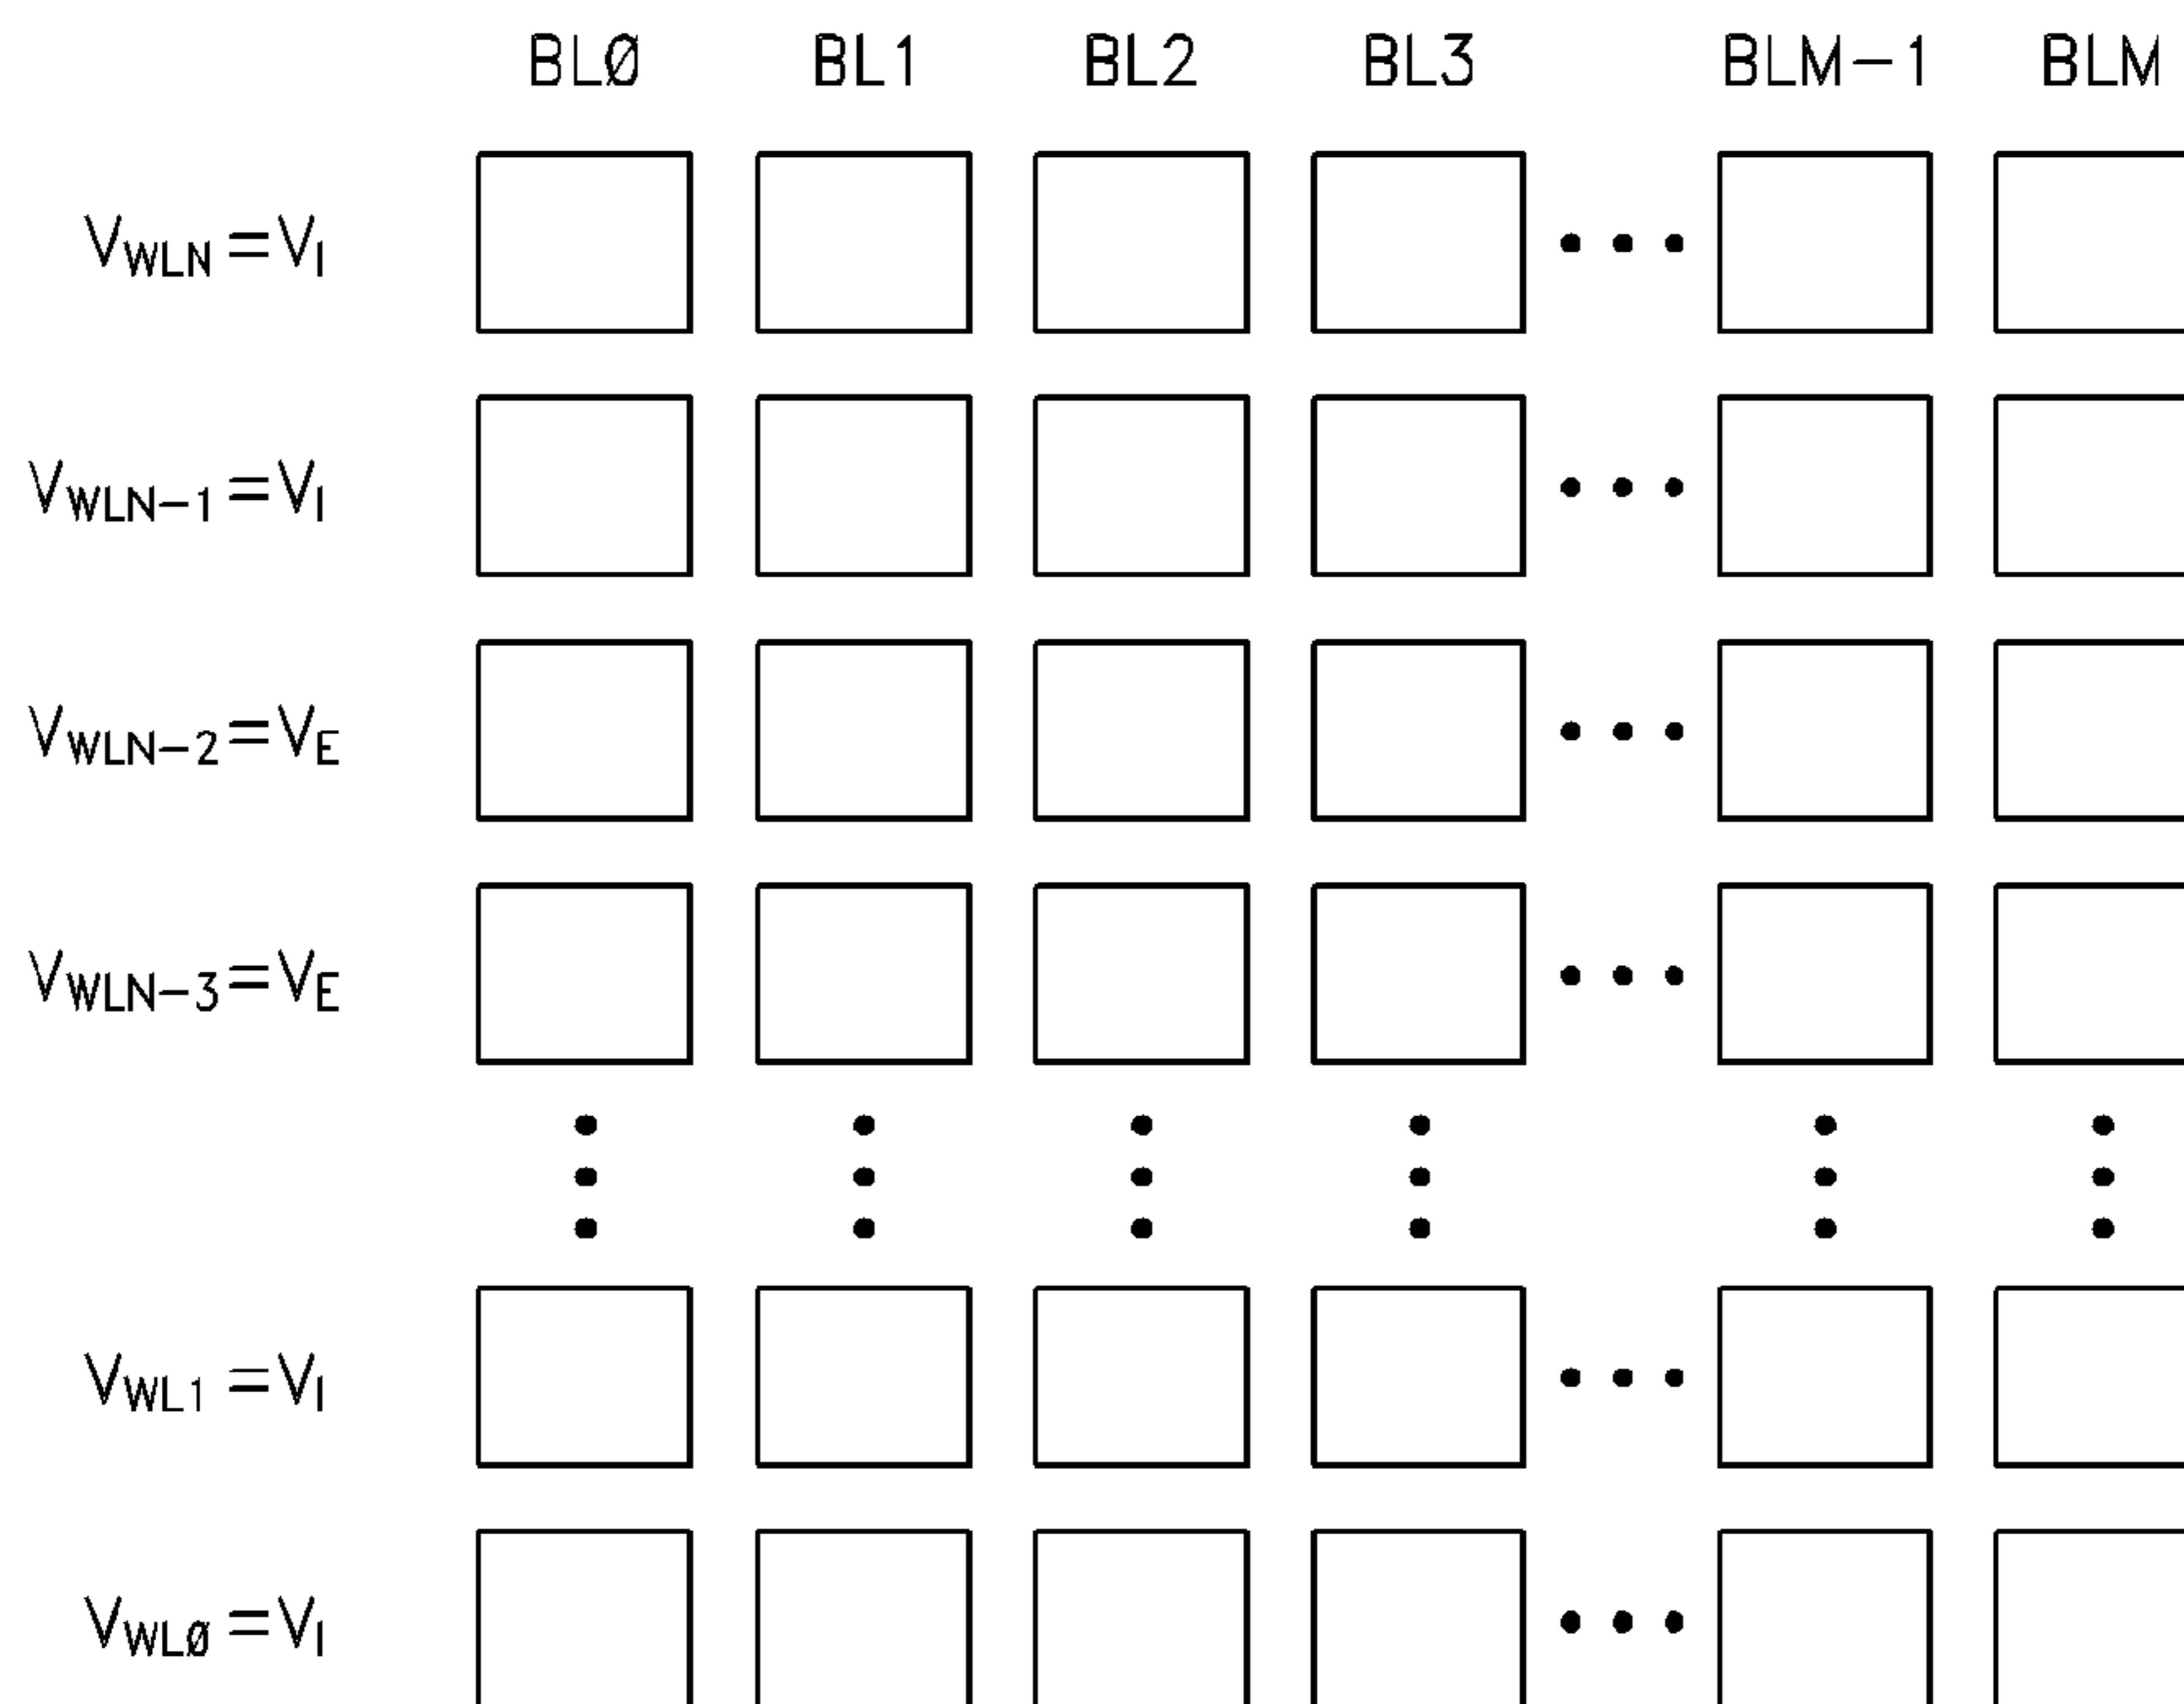 BLØ BL1 BL2 BL3 BLM-1 BLM
VWLN=VI
VWLN-1=VI
VWLN-2=VE
VWLN-3=VE
VWL1=VI
VWLØ=VI